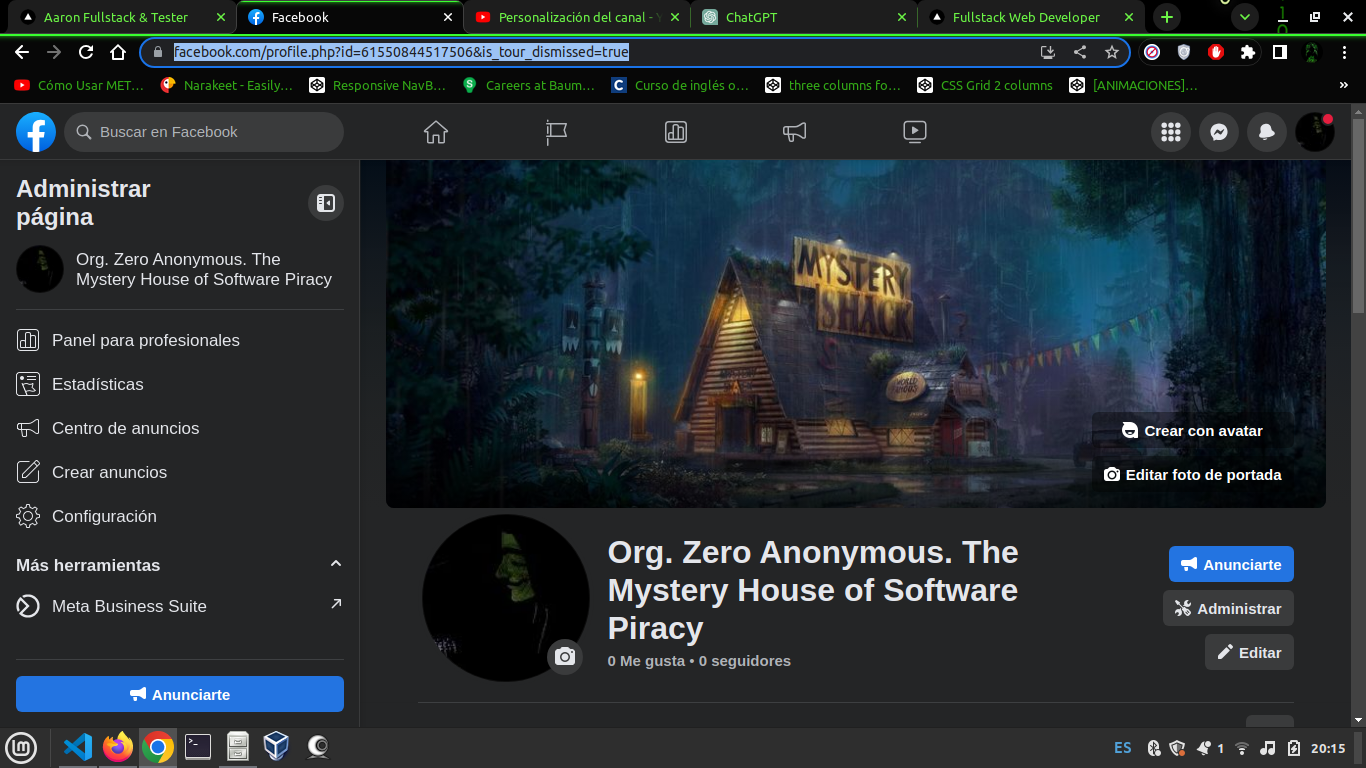 Aaron Fullstack & Tester
Facebook
Personalización del canal - Y
ChatGPT
Fullstack Web Developer
facebook.com/profile.php?id=61550844517506&is_tour_dismissed=true
Cómo Usar MET…
Narakeet - Easily…
Responsive NavB…
Careers at Baum…
Curso de inglés o…
three columns fo…
CSS Grid 2 columns
[ANIMACIONES]…
»
Buscar en Facebook
Administrar
página
Org. Zero Anonymous. The
Mystery House of Software Piracy
Panel para profesionales
Estadísticas
Centro de anuncios
Crear anuncios
Configuración
Más herramientas
Meta Business Suite
Anunciarte
MYSTERY
SHACK
WORLD
FAMOUS
Crear con avatar
Editar foto de portada
Org. Zero Anonymous. The
Mystery House of Software
Piracy
0 Me gusta • 0 seguidores
Anunciarte
Administrar
Editar
ES
1
20:15